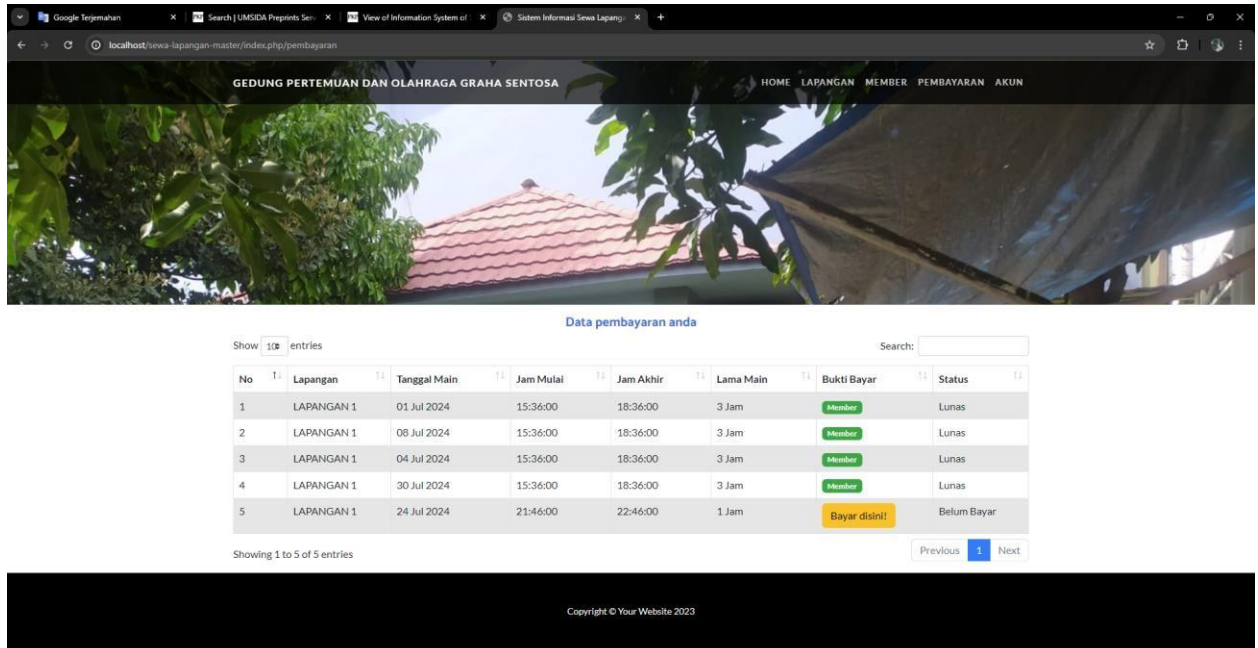 Google Terjemahan
Search | UMSIDA Preprints Serv
View of Information System of
Sistem Informasi Sewa Lapang
localhost/sewa-lapangan-master/index.php/pembayaran
GEDUNG PERTEMUAN DAN OLAHRAGA GRAHA SENTOSA
HOME LAPANGAN MEMBER PEMBAYARAN AKUN
Data pembayaran anda
Show 10 entries
Search:
No Lapangan Tanggal Main Jam Mulai Jam Akhir Lama Main Bukti Bayar Status
1 LAPANGAN 1 01 Jul 2024 15:36:00 18:36:00 3 Jam Member Lunas
2 LAPANGAN 1 08 Jul 2024 15:36:00 18:36:00 3 Jam Member Lunas
3 LAPANGAN 1 04 Jul 2024 15:36:00 18:36:00 3 Jam Member Lunas
4 LAPANGAN 1 30 Jul 2024 15:36:00 18:36:00 3 Jam Member Lunas
5 LAPANGAN 1 24 Jul 2024 21:46:00 22:46:00 1 Jam Bayar disini! Belum Bayar
Showing 1 to 5 of 5 entries
Previous 1 Next
Copyright © Your Website 2023